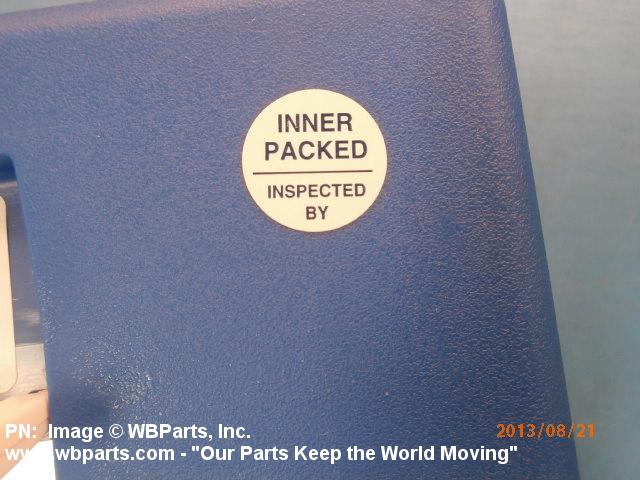 INNER
PACKED
INSPECTED
BY
PN: Image © WBParts, Inc.
2013/08/21
www.wbparts.com - "Our Parts Keep the World Moving"